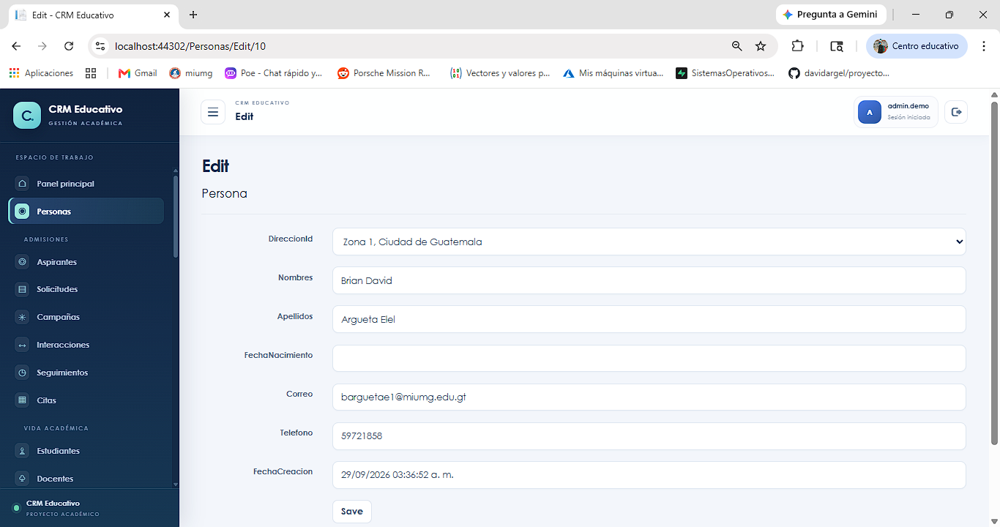 Edit - CRM Educativo
Pregunta a Gemini
localhost:44302/Personas/Edit/10
Centro educativo
Aplicaciones
Gmail
miumg
Poe - Chat rápido y...
Porsche Mission R...
Vectores y valores p...
Mis máquinas virtua...
SistemasOperativos...
davidargel/proyecto...
C.
CRM Educativo
GESTIÓN ACADÉMICA
ESPACIO DE TRABAJO
Panel principal
Personas
ADMISIONES
Aspirantes
Solicitudes
Campañas
Interacciones
Seguimientos
Citas
VIDA ACADÉMICA
Estudiantes
Docentes
CRM Educativo
PROYECTO ACADÉMICO
CRM EDUCATIVO
Edit
A
admin.demo
Sesión iniciada
Edit
Persona
DireccionId
Zona 1, Ciudad de Guatemala
Nombres
Brian David
Apellidos
Argueta Elel
FechaNacimiento
Correo
barguetae1@miumg.edu.gt
Telefono
59721858
FechaCreacion
29/09/2026 03:36:52 a. m.
Save